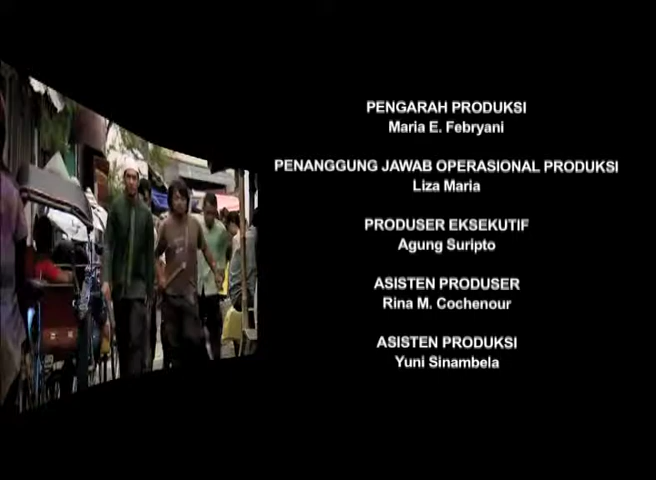 PENGARAH PRODUKSI
Maria E. Febryani
PENANGGUNG JAWAB OPERASIONAL PRODUKSI
Liza Maria
PRODUSER EKSEKUTIF
Agung Suripto
ASISTEN PRODUSER
Rina M. Cochenour
ASISTEN PRODUKSI
Yuni Sinambela